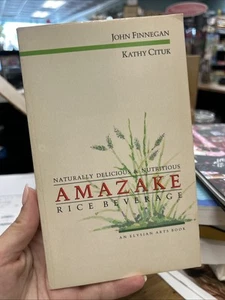 JOHN FINNEGAN
KATHY CITUK
NATURALLY DELICIOUS & NUTRITIOUS
AMAZAKE
RICE BEVERAGE
AN ELYSIAN ARTS BOOK